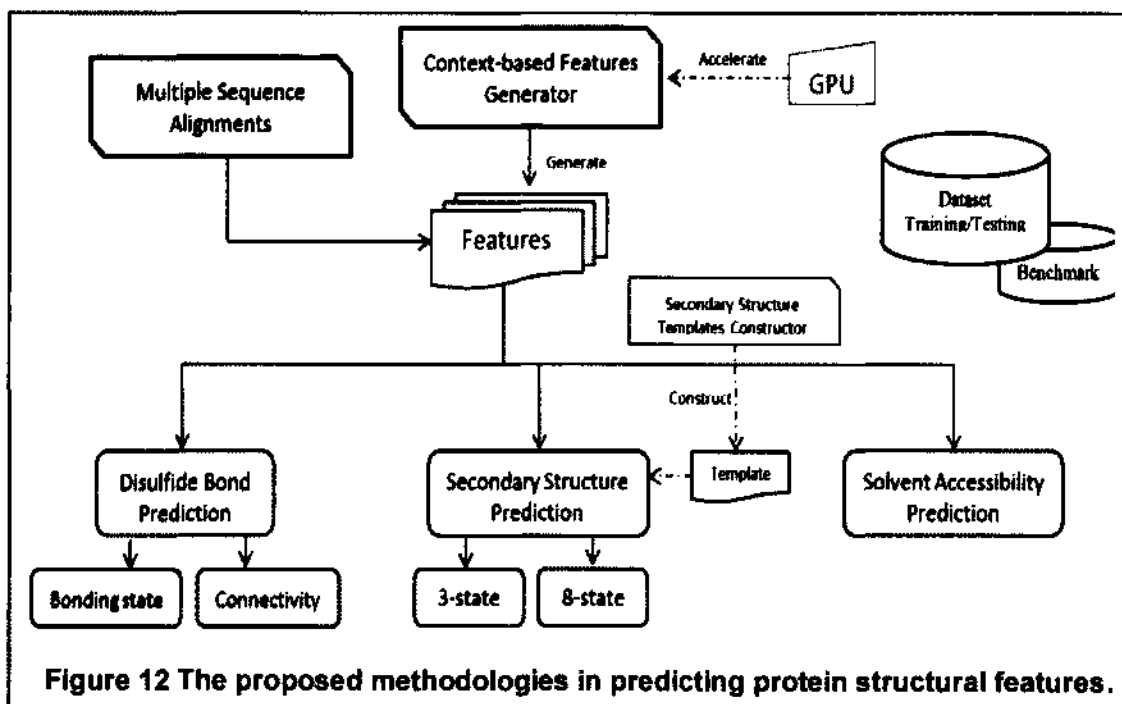 Context-based Features
Generator
Accelerate
GPU
Multiple Sequence
Alignments
Generate
Features
Dataset
Training/Testing
Benchmark
Secondary Structure
Templates Constructor
Construct
Template
Disulfide Bond
Prediction
Secondary Structure
Prediction
Solvent Accessibility
Prediction
Bonding state
Connectivity
3-state
8-state
Figure 12 The proposed methodologies in predicting protein structural features.